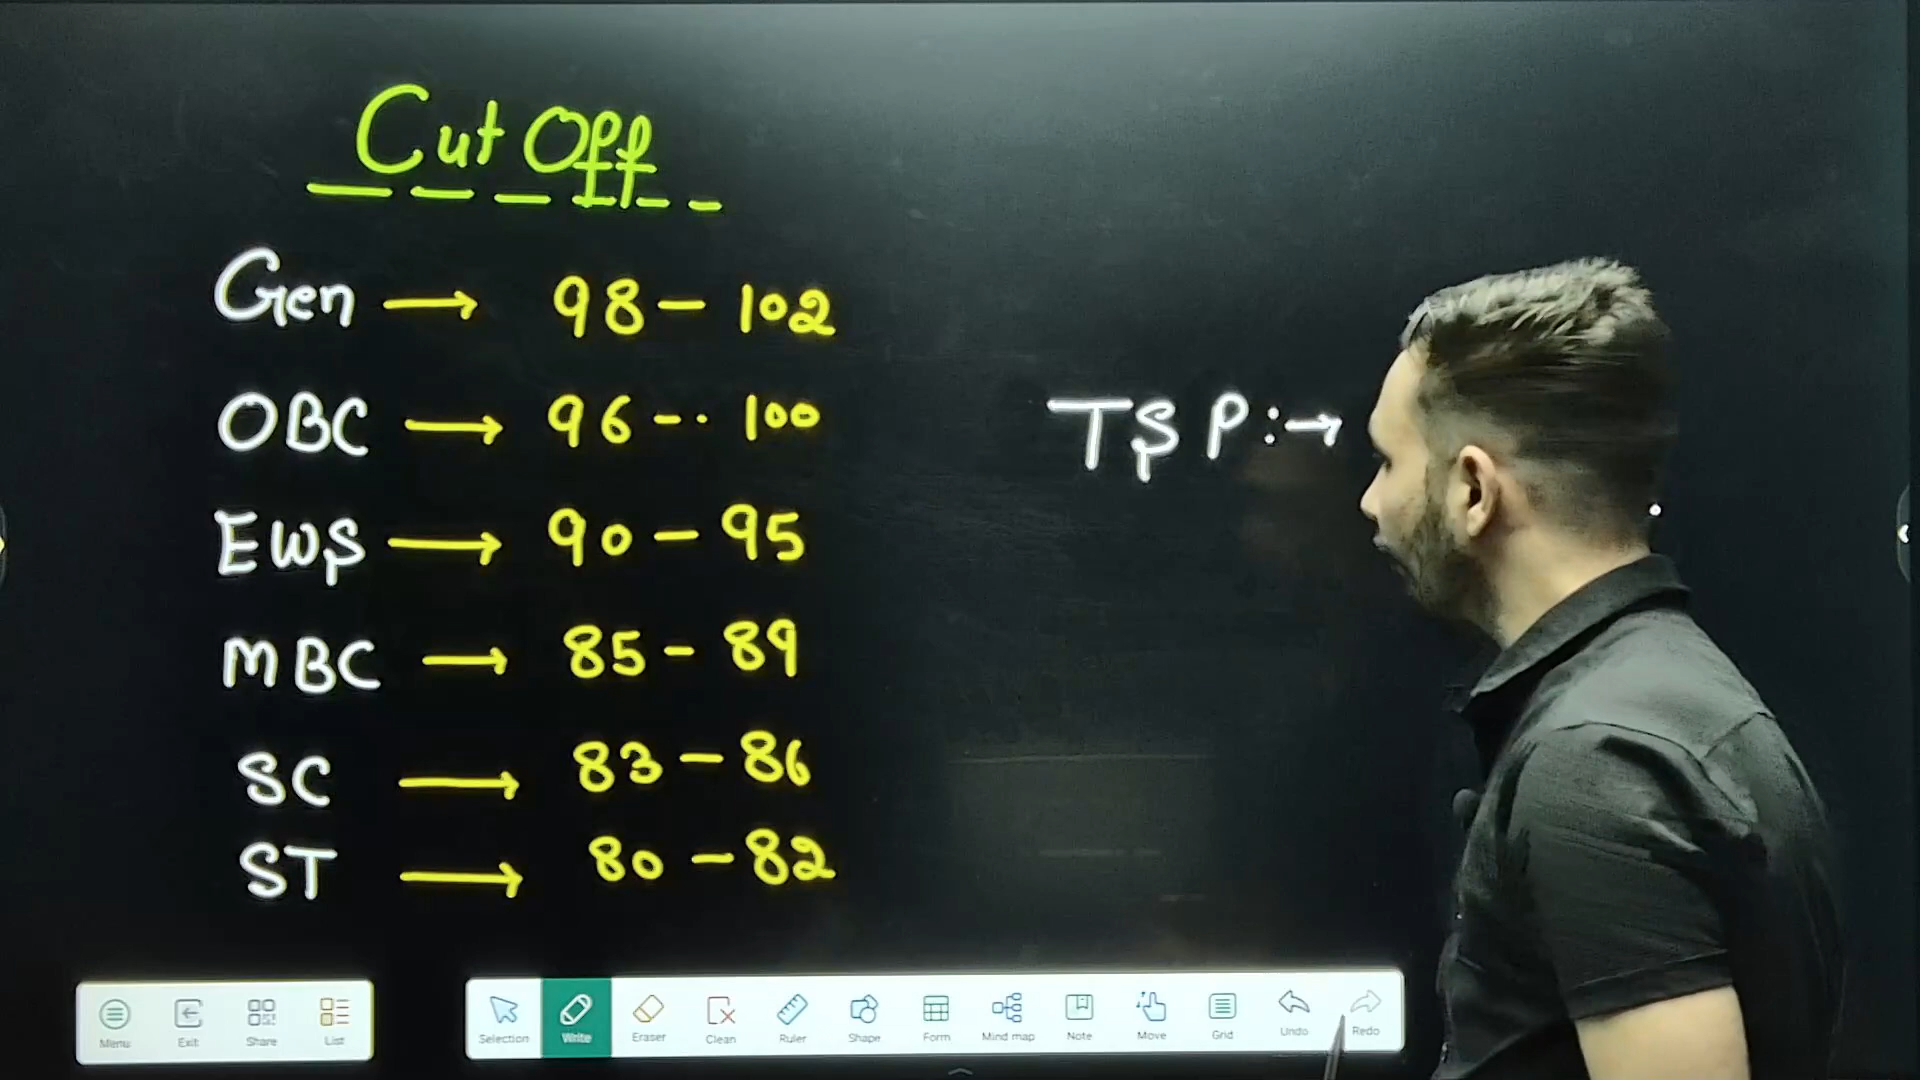 Cut Off
Gen → 98 - 102
OBC → 96 - 100
EWS → 90 - 95
MBC → 85 - 89
SC → 83 - 86
ST → 80 - 82
TSP :→
Menu Exit Share List
Selection Write Eraser Clean Ruler Shape Form Mind map Note Move Grid Undo Redo